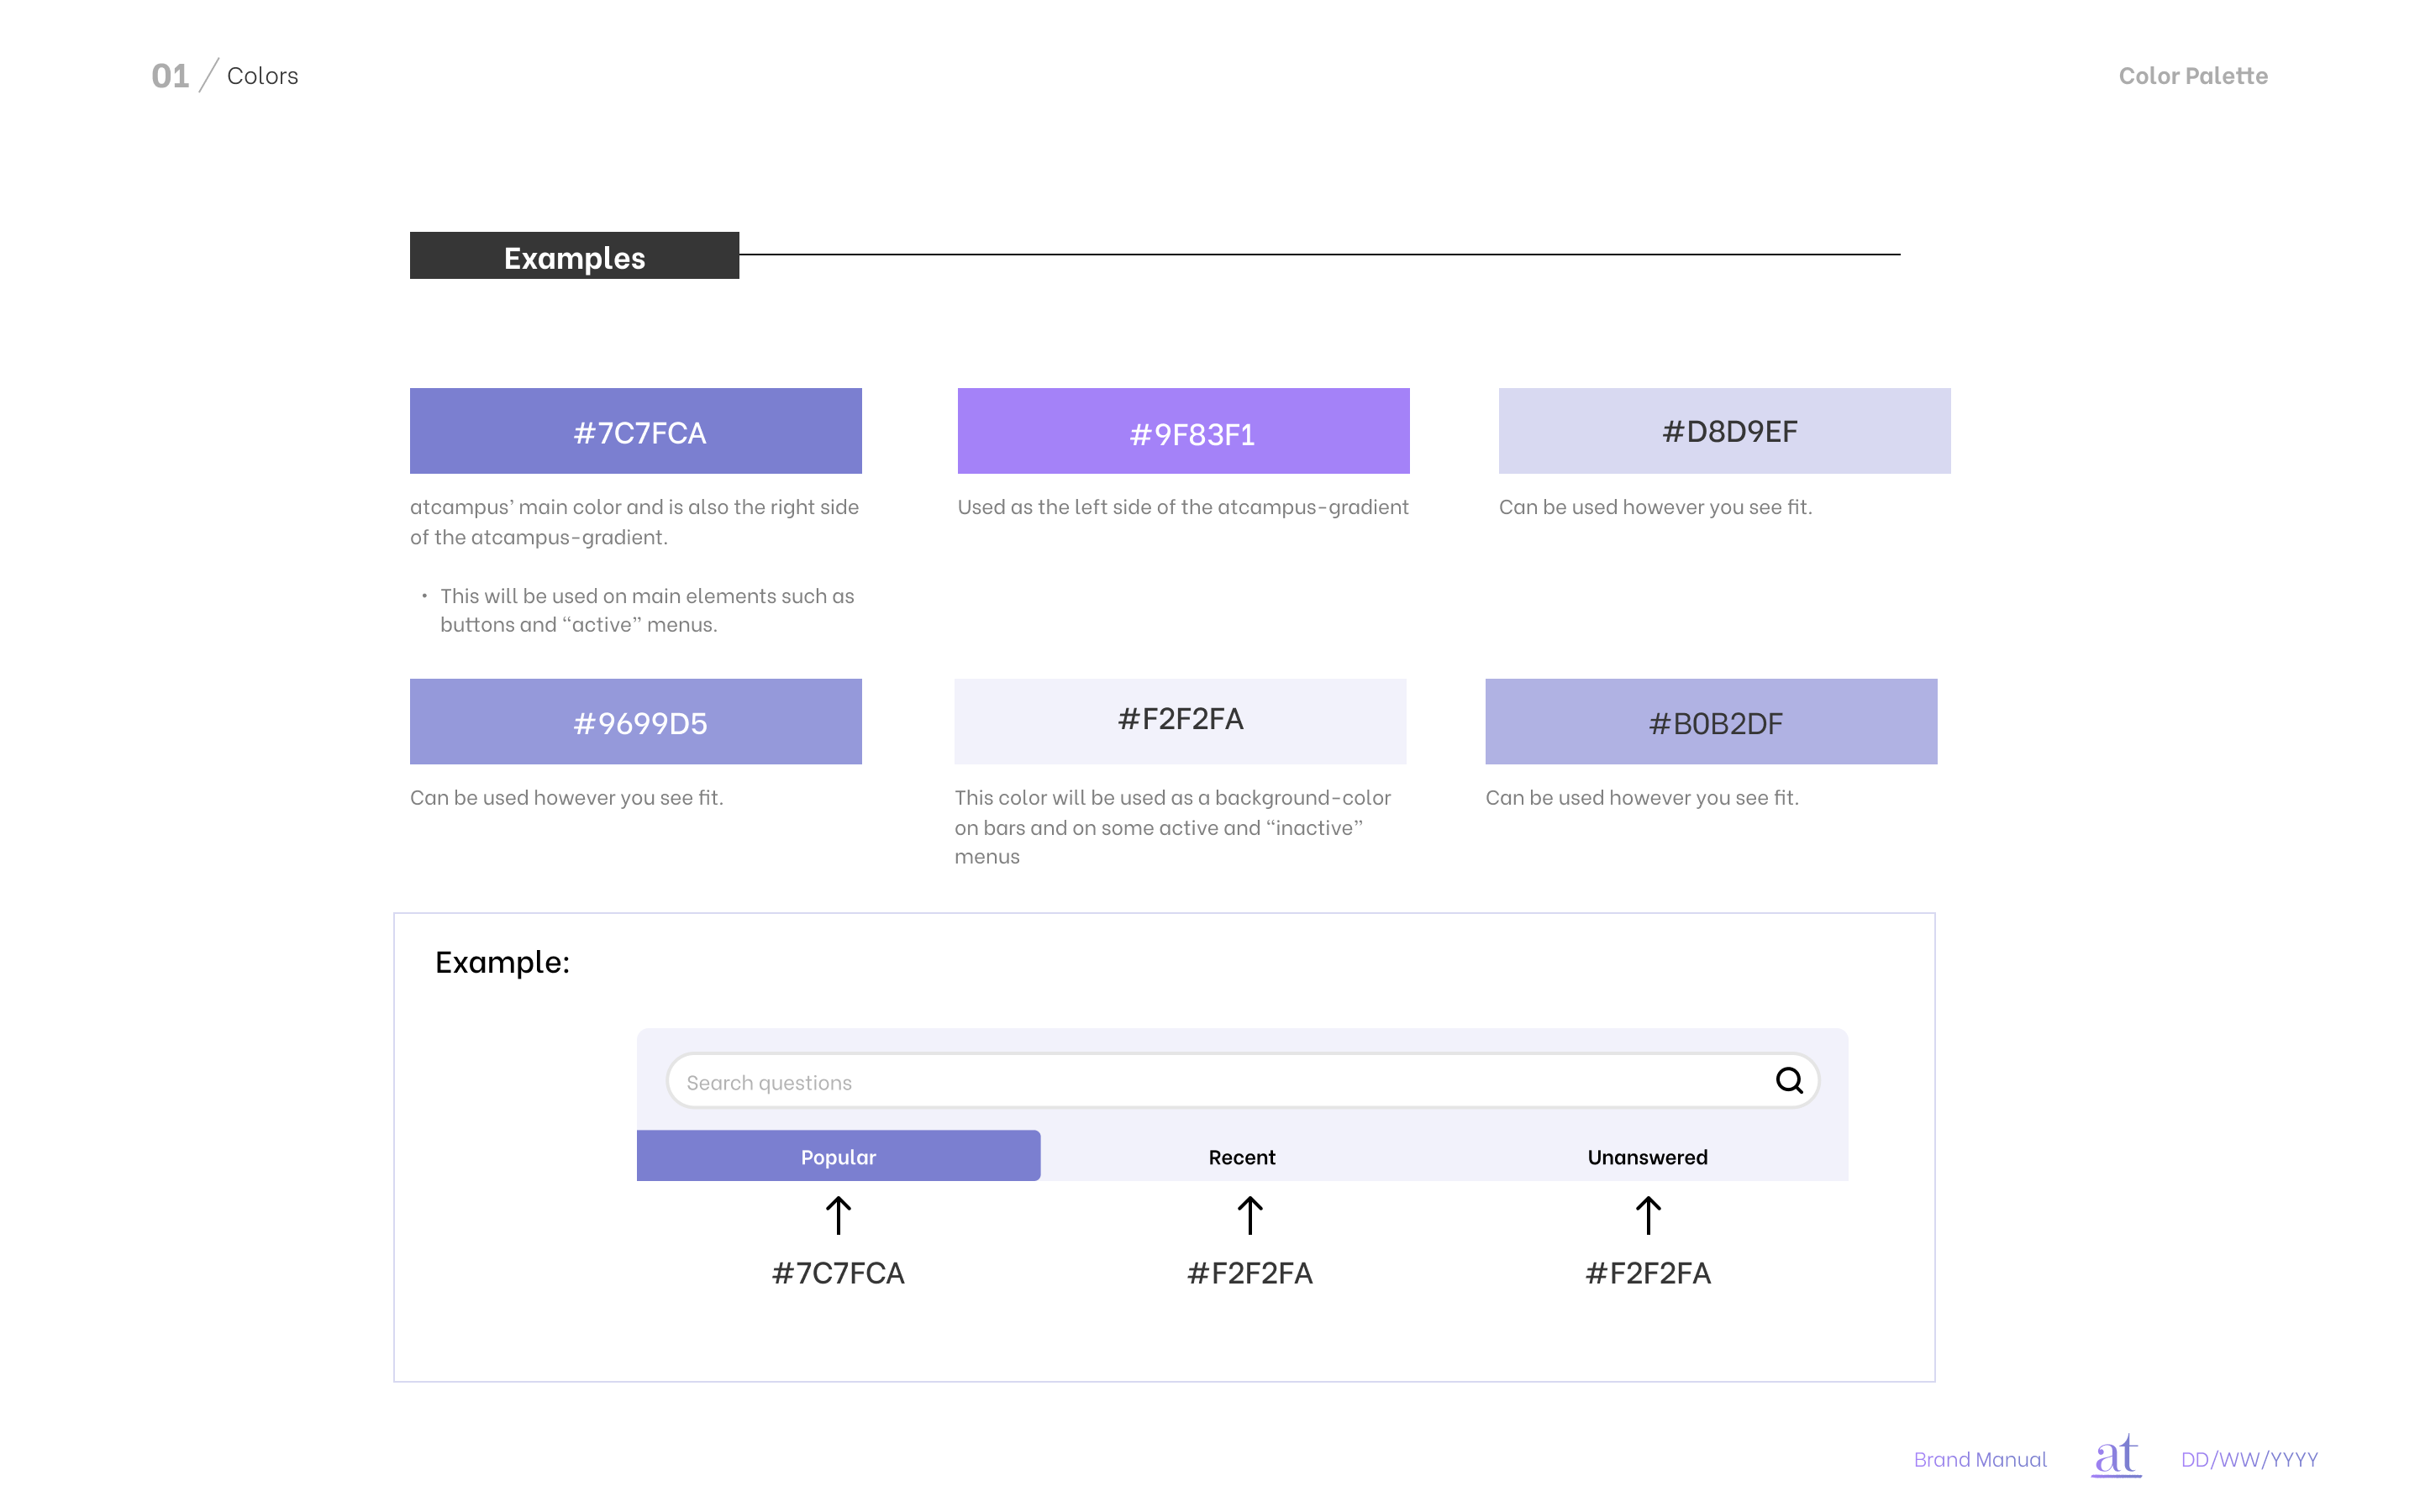 01 / Colors
Color Palette
Examples
#7C7FCA
#9F83F1
#D8D9EF
atcampus’ main color and is also the right side
of the atcampus-gradient.
• This will be used on main elements such as
buttons and “active” menus.
Used as the left side of the atcampus-gradient
Can be used however you see fit.
#9699D5
#F2F2FA
#B0B2DF
Can be used however you see fit.
This color will be used as a background-color
on bars and on some active and “inactive”
menus
Can be used however you see fit.
Example:
Search questions
Popular
Recent
Unanswered
#7C7FCA
#F2F2FA
#F2F2FA
Brand Manual
at
DD/WW/YYYY